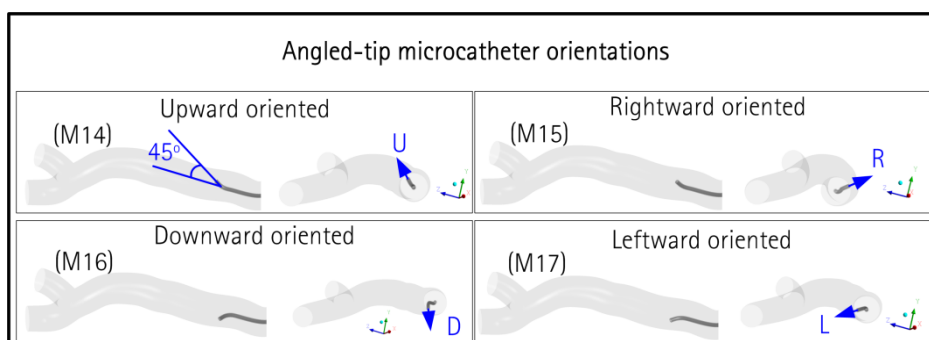 Angled-tip microcatheter orientations
Upward oriented
(M14)
45°
U
Rightward oriented
(M15)
R
Downward oriented
(M16)
D
Leftward oriented
(M17)
L